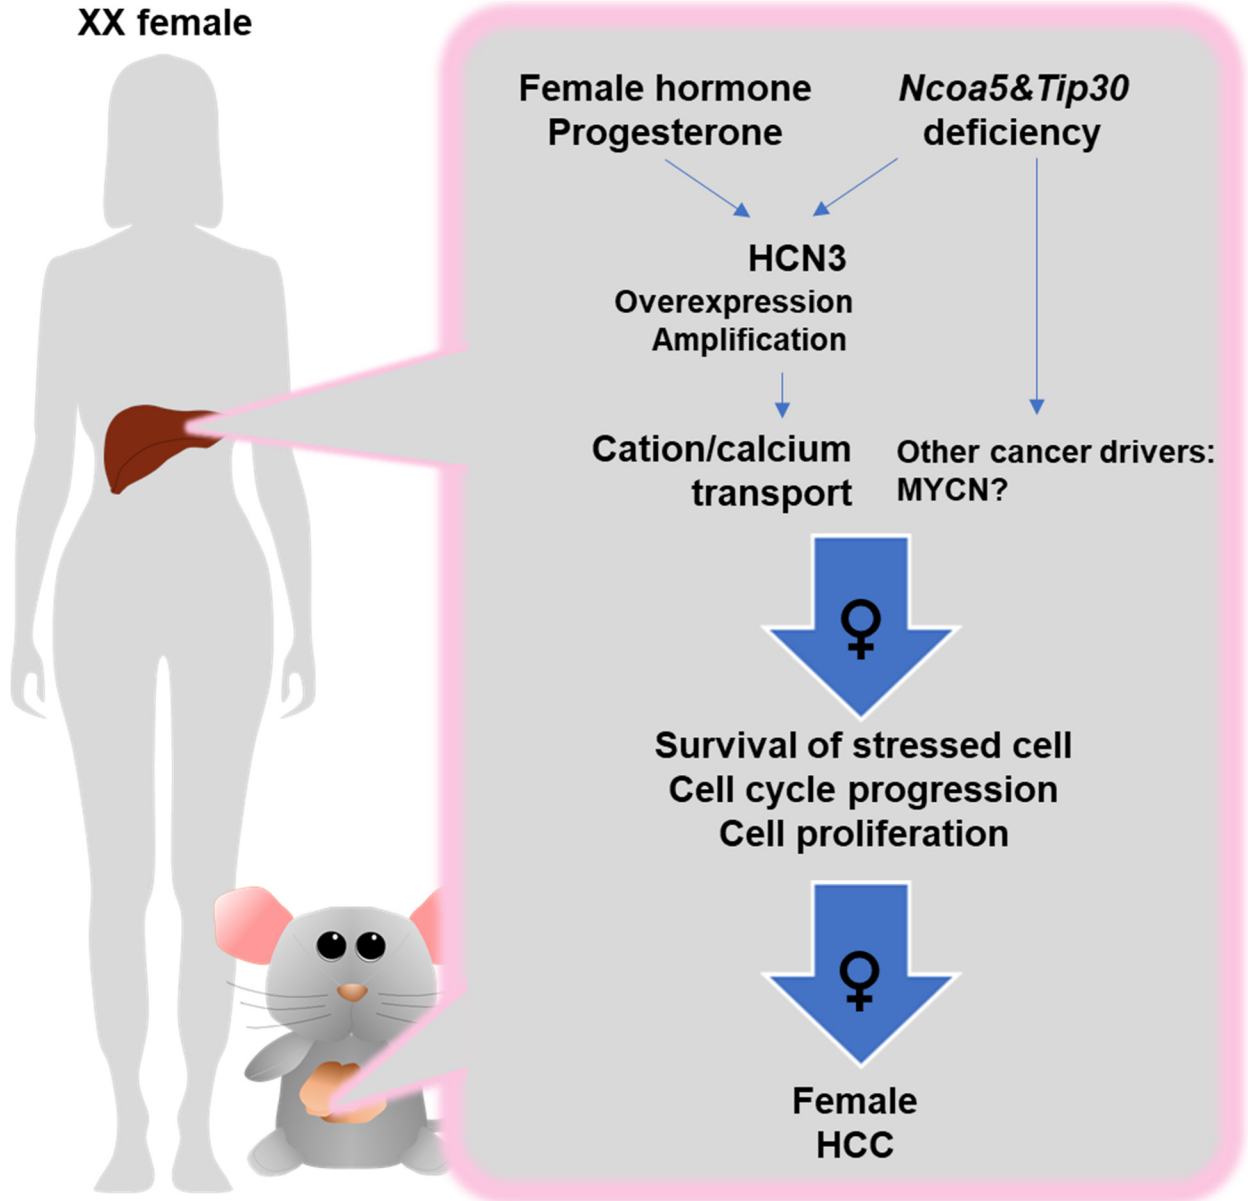 XX female
Female hormone
Progesterone
Ncoa5&Tip30
deficiency
HCN3
Overexpression
Amplification
Cation/calcium
transport
Other cancer drivers:
MYCN?
♀
Survival of stressed cell
Cell cycle progression
Cell proliferation
♀
Female
HCC